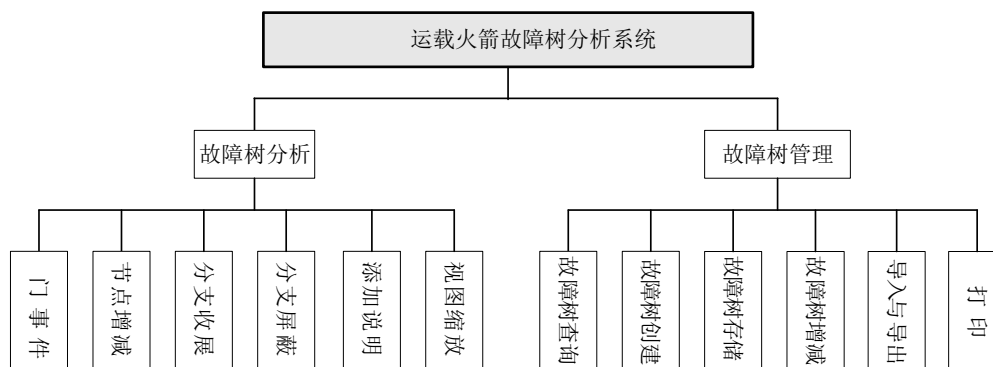 运载火箭故障树分析系统
故障树分析
故障树管理
门事件
节点增减
分支收展
分支屏蔽
添加说明
视图缩放
故障树查询
故障树创建
故障树存储
故障树增减
导入与导出
打印